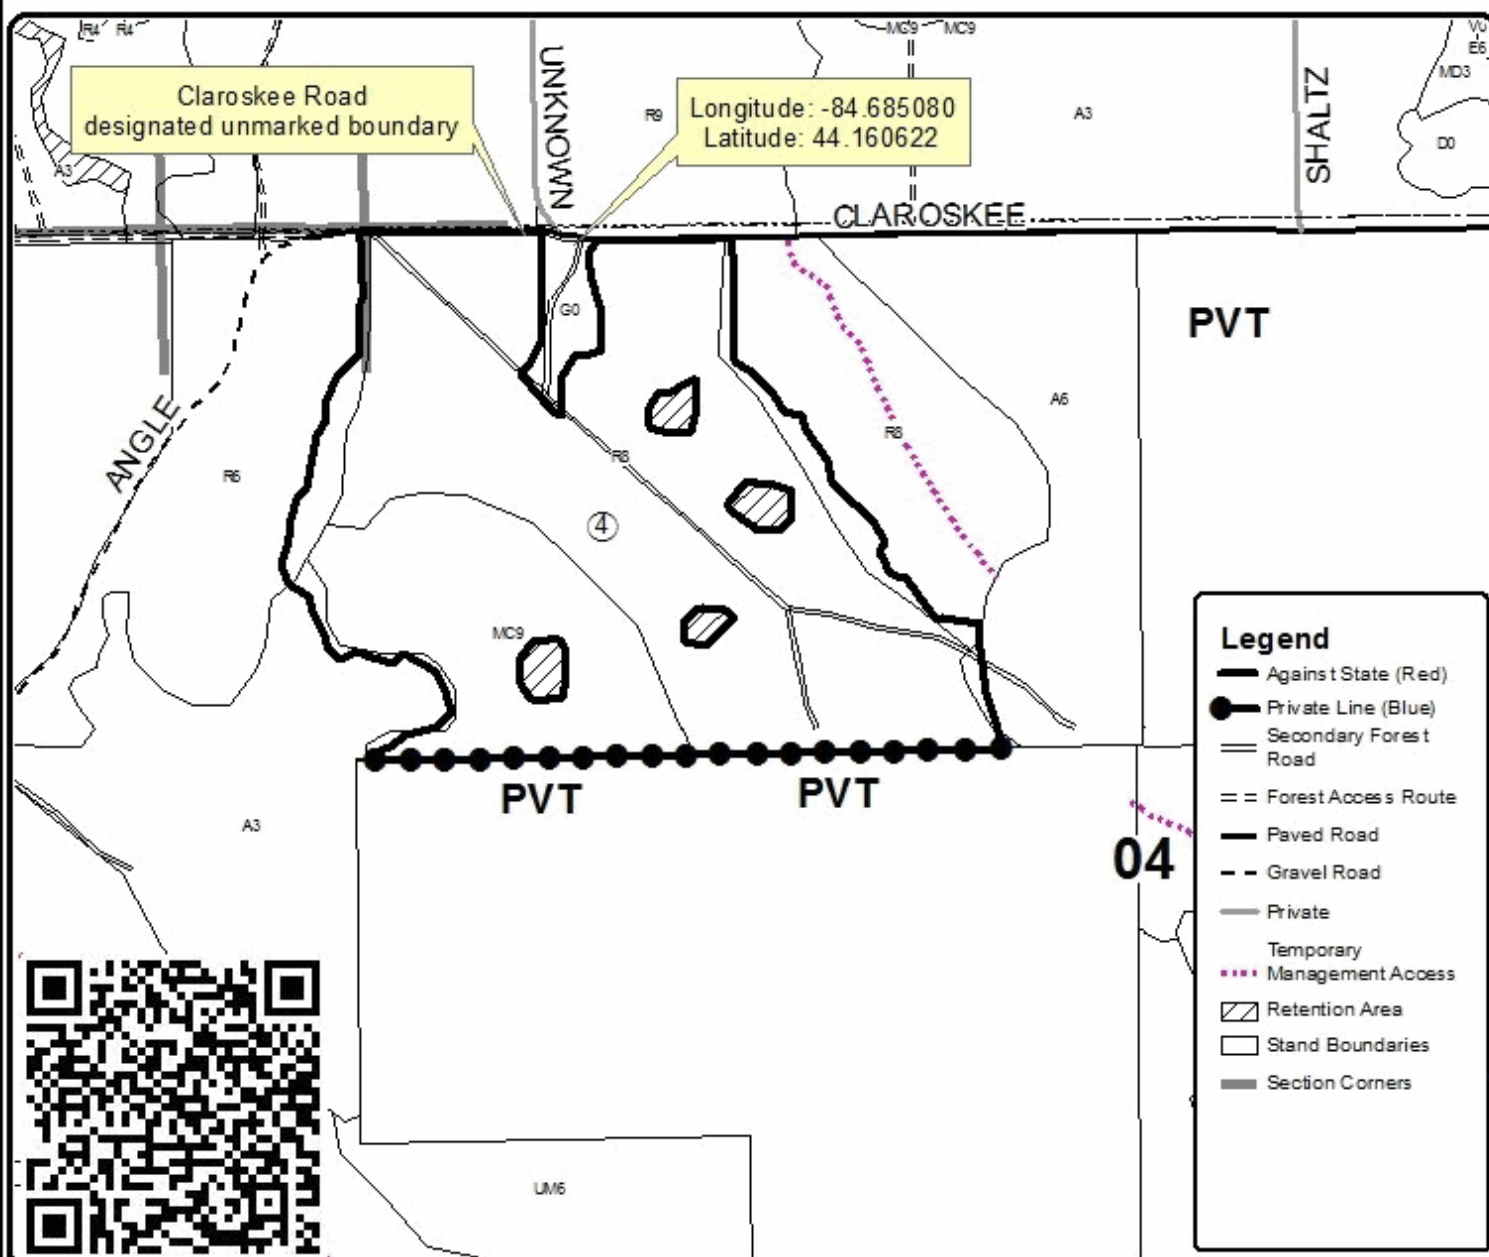 R4
R4
MC9
MC9
E6
MD3
Claroskee Road
designated unmarked boundary
UNKNOWN
R9
Longitude: -84.685080
Latitude: 44.160622
A3
SHALTZ
D0
A3
CLAROSKEE
G0
PVT
ANGLE
A6
R8
R8
R6
4
MC9
PVT
PVT
A3
04
UM6
Legend
Against State (Red)
Private Line (Blue)
Secondary Forest
Road
Forest Access Route
Paved Road
Gravel Road
Private
Temporary
Management Access
Retention Area
Stand Boundaries
Section Corners